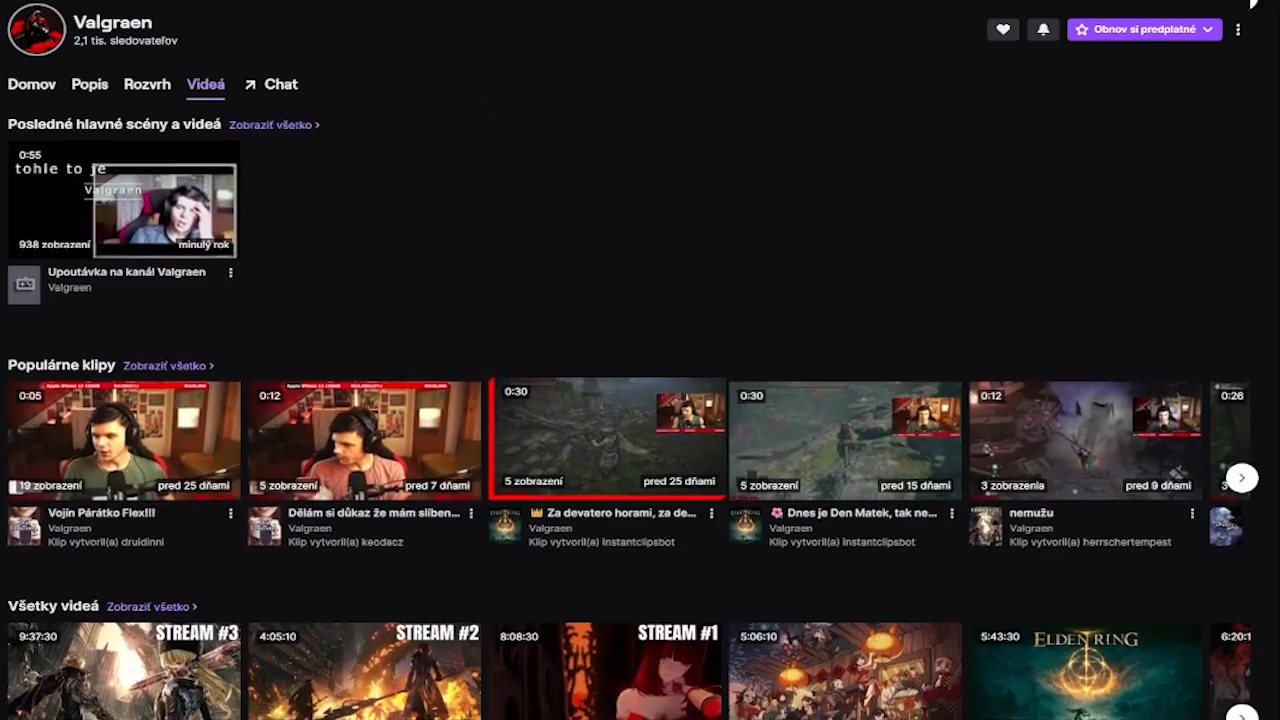 Valgraen
2,1 tis. sledovateľov
Obnov si predplatné
Domov Popis Rozvrh Videá Chat
Posledné hlavné scény a videá Zobraziť všetko
0:55
tohle to je
Valgraen
938 zobrazení minulý rok
Upoutávka na kanál Valgraen
Valgraen
Populárne klipy Zobraziť všetko
0:05
19 zobrazení pred 25 dňami
Vojín Párátko Flex!!!
Valgraen
Klip vytvoril(a) druidinni
0:12
5 zobrazení pred 7 dňami
Dělám si důkaz že mám slíben...
Valgraen
Klip vytvoril(a) keodacz
0:30
5 zobrazení pred 25 dňami
👑 Za devatero horami, za de...
Valgraen
Klip vytvoril(a) instantclipsbot
0:30
5 zobrazení pred 15 dňami
🌸 Dnes je Den Matek, tak ne...
Valgraen
Klip vytvoril(a) instantclipsbot
0:12
3 zobrazenia pred 9 dňami
nemužu
Valgraen
Klip vytvoril(a) herrschertempest
0:26
3
Všetky videá Zobraziť všetko
9:37:30 STREAM #3
4:05:10 STREAM #2
8:08:30 STREAM #1
5:06:10
5:43:30 ELDEN RING
6:20:1